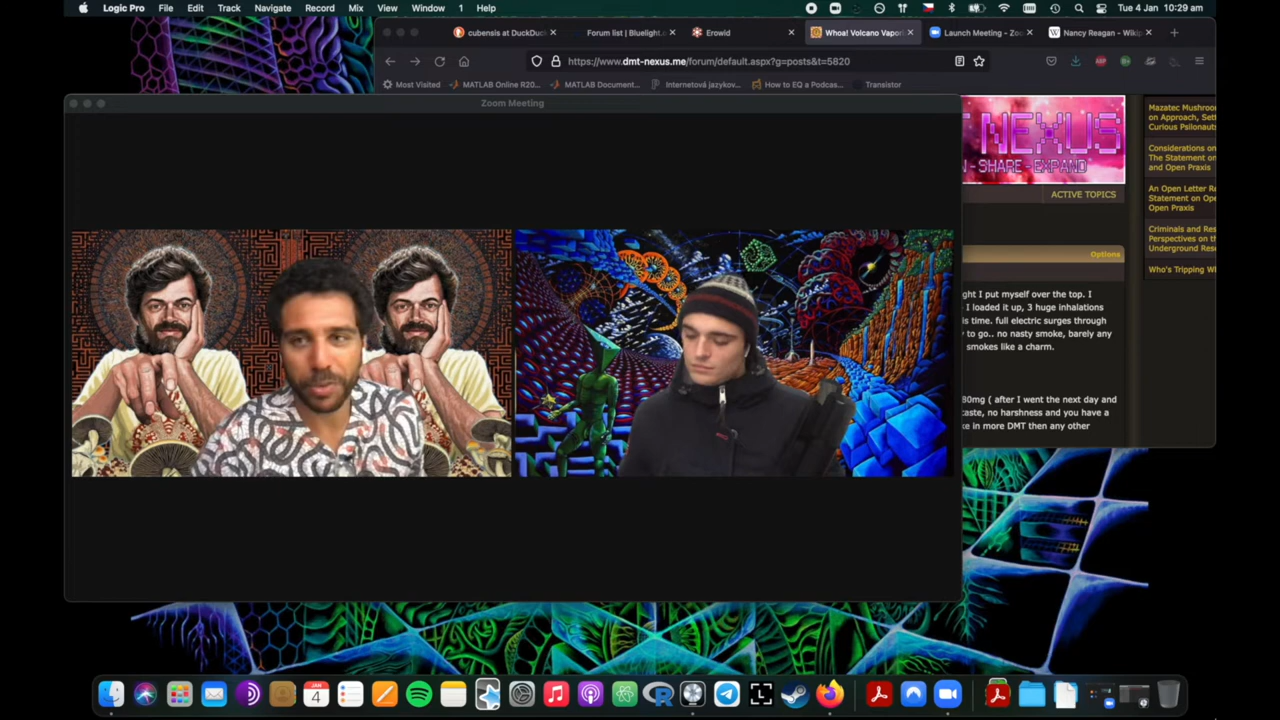 Logic Pro File Edit Track Navigate Record Mix View Window 1 Help Tue 4 Jan 10:29 am
cubensis at DuckDuc Forum list | Bluelight. Erowid Whoa! Volcano Vapori Launch Meeting - Zoo Nancy Reagan - Wikip
https://www.dmt-nexus.me/forum/default.aspx?g=posts&t=5820
Most Visited MATLAB Online R20... MATLAB Document... Internetová jazykov... How to EQ a Podcas... Transistor
Zoom Meeting
NEXUS
N - SHARE - EXPAND
ACTIVE TOPICS
Mazatec Mushroo
on Approach, Set
Curious Psilonaut
Considerations on
The Statement on
and Open Praxis
An Open Letter Re
Statement on Ope
Open Praxis
Criminals and Res
Perspectives on th
Underground Rese
Who's Tripping W
Options
ght I put myself over the top. I
I loaded it up, 3 huge inhalations
is time. full electric surges through
to go.. no nasty smoke, barely any
smokes like a charm.
80mg ( after I went the next day and
taste, no harshness and you have a
ke in more DMT then any other
JAN
4